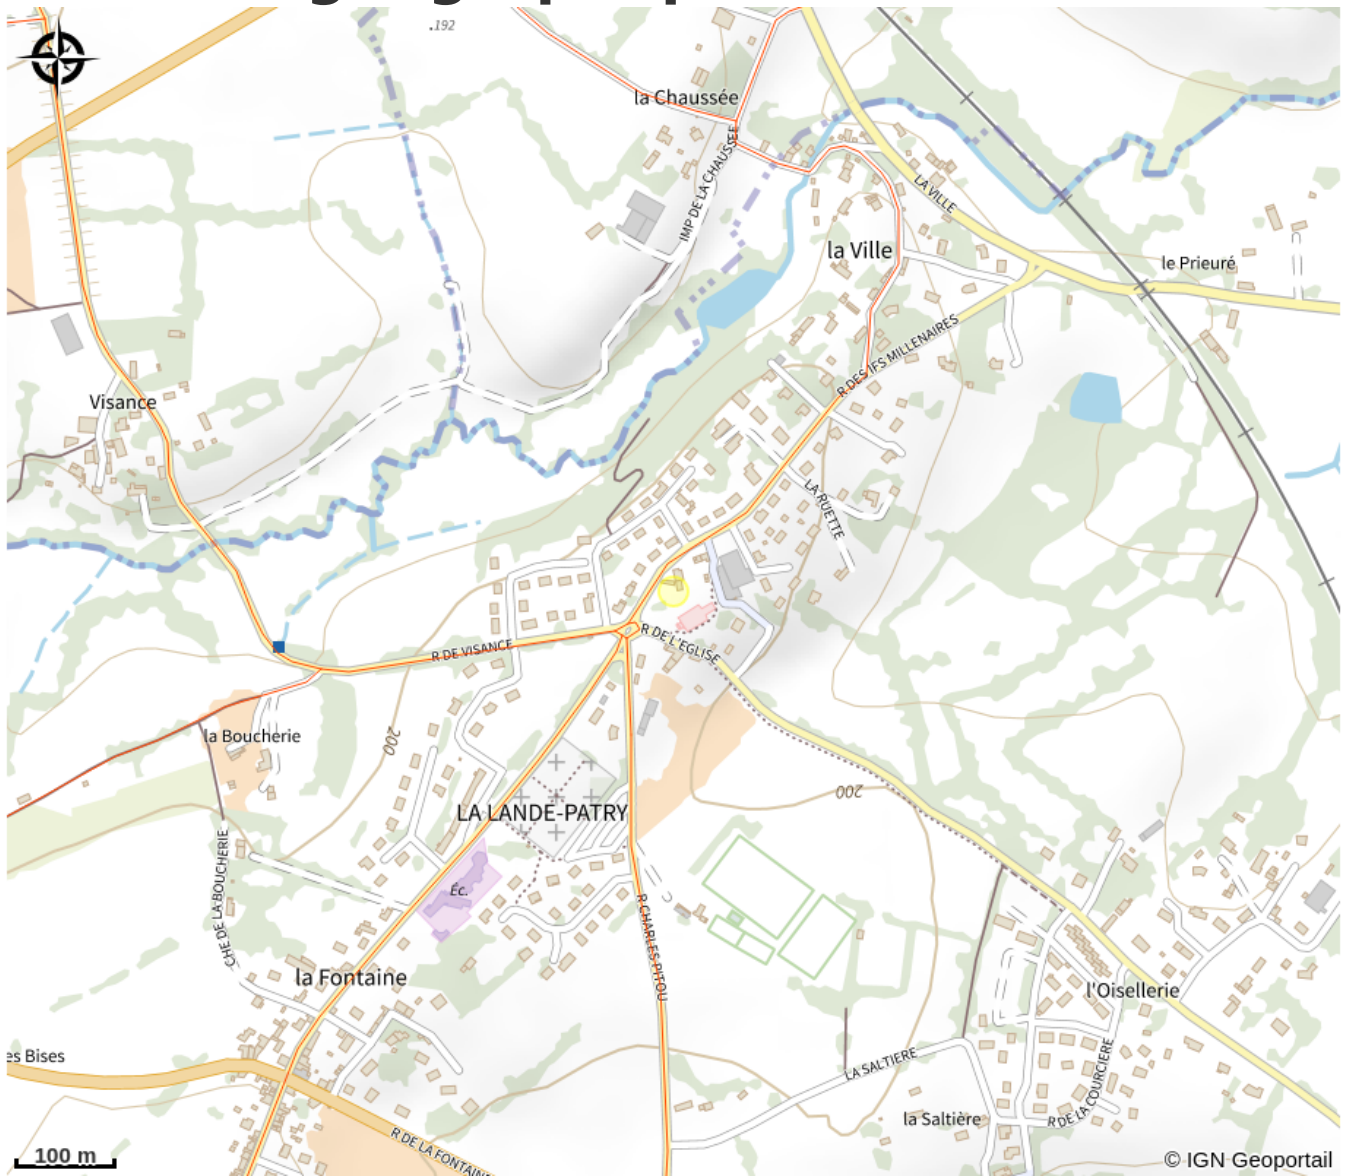 .192
la Chaussée
IMP DE LA CHAUSSEE
LA VILLE
la Ville
le Prieuré
R DES IFS MILLENAIRES
Visance
LA RUETTE
R DE VISANCE
R DE L'EGLISE
la Boucherie
200
200
LA LANDE-PATRY
CHE DE LA BOUCHERIE
Éc.
R CHARLES PITOU
la Fontaine
l'Oisellerie
es Bises
LA SALTIERE
R DE LA COURCIERE
la Saltière
R DE LA FONTAINE
100 m
© IGN Geoportail